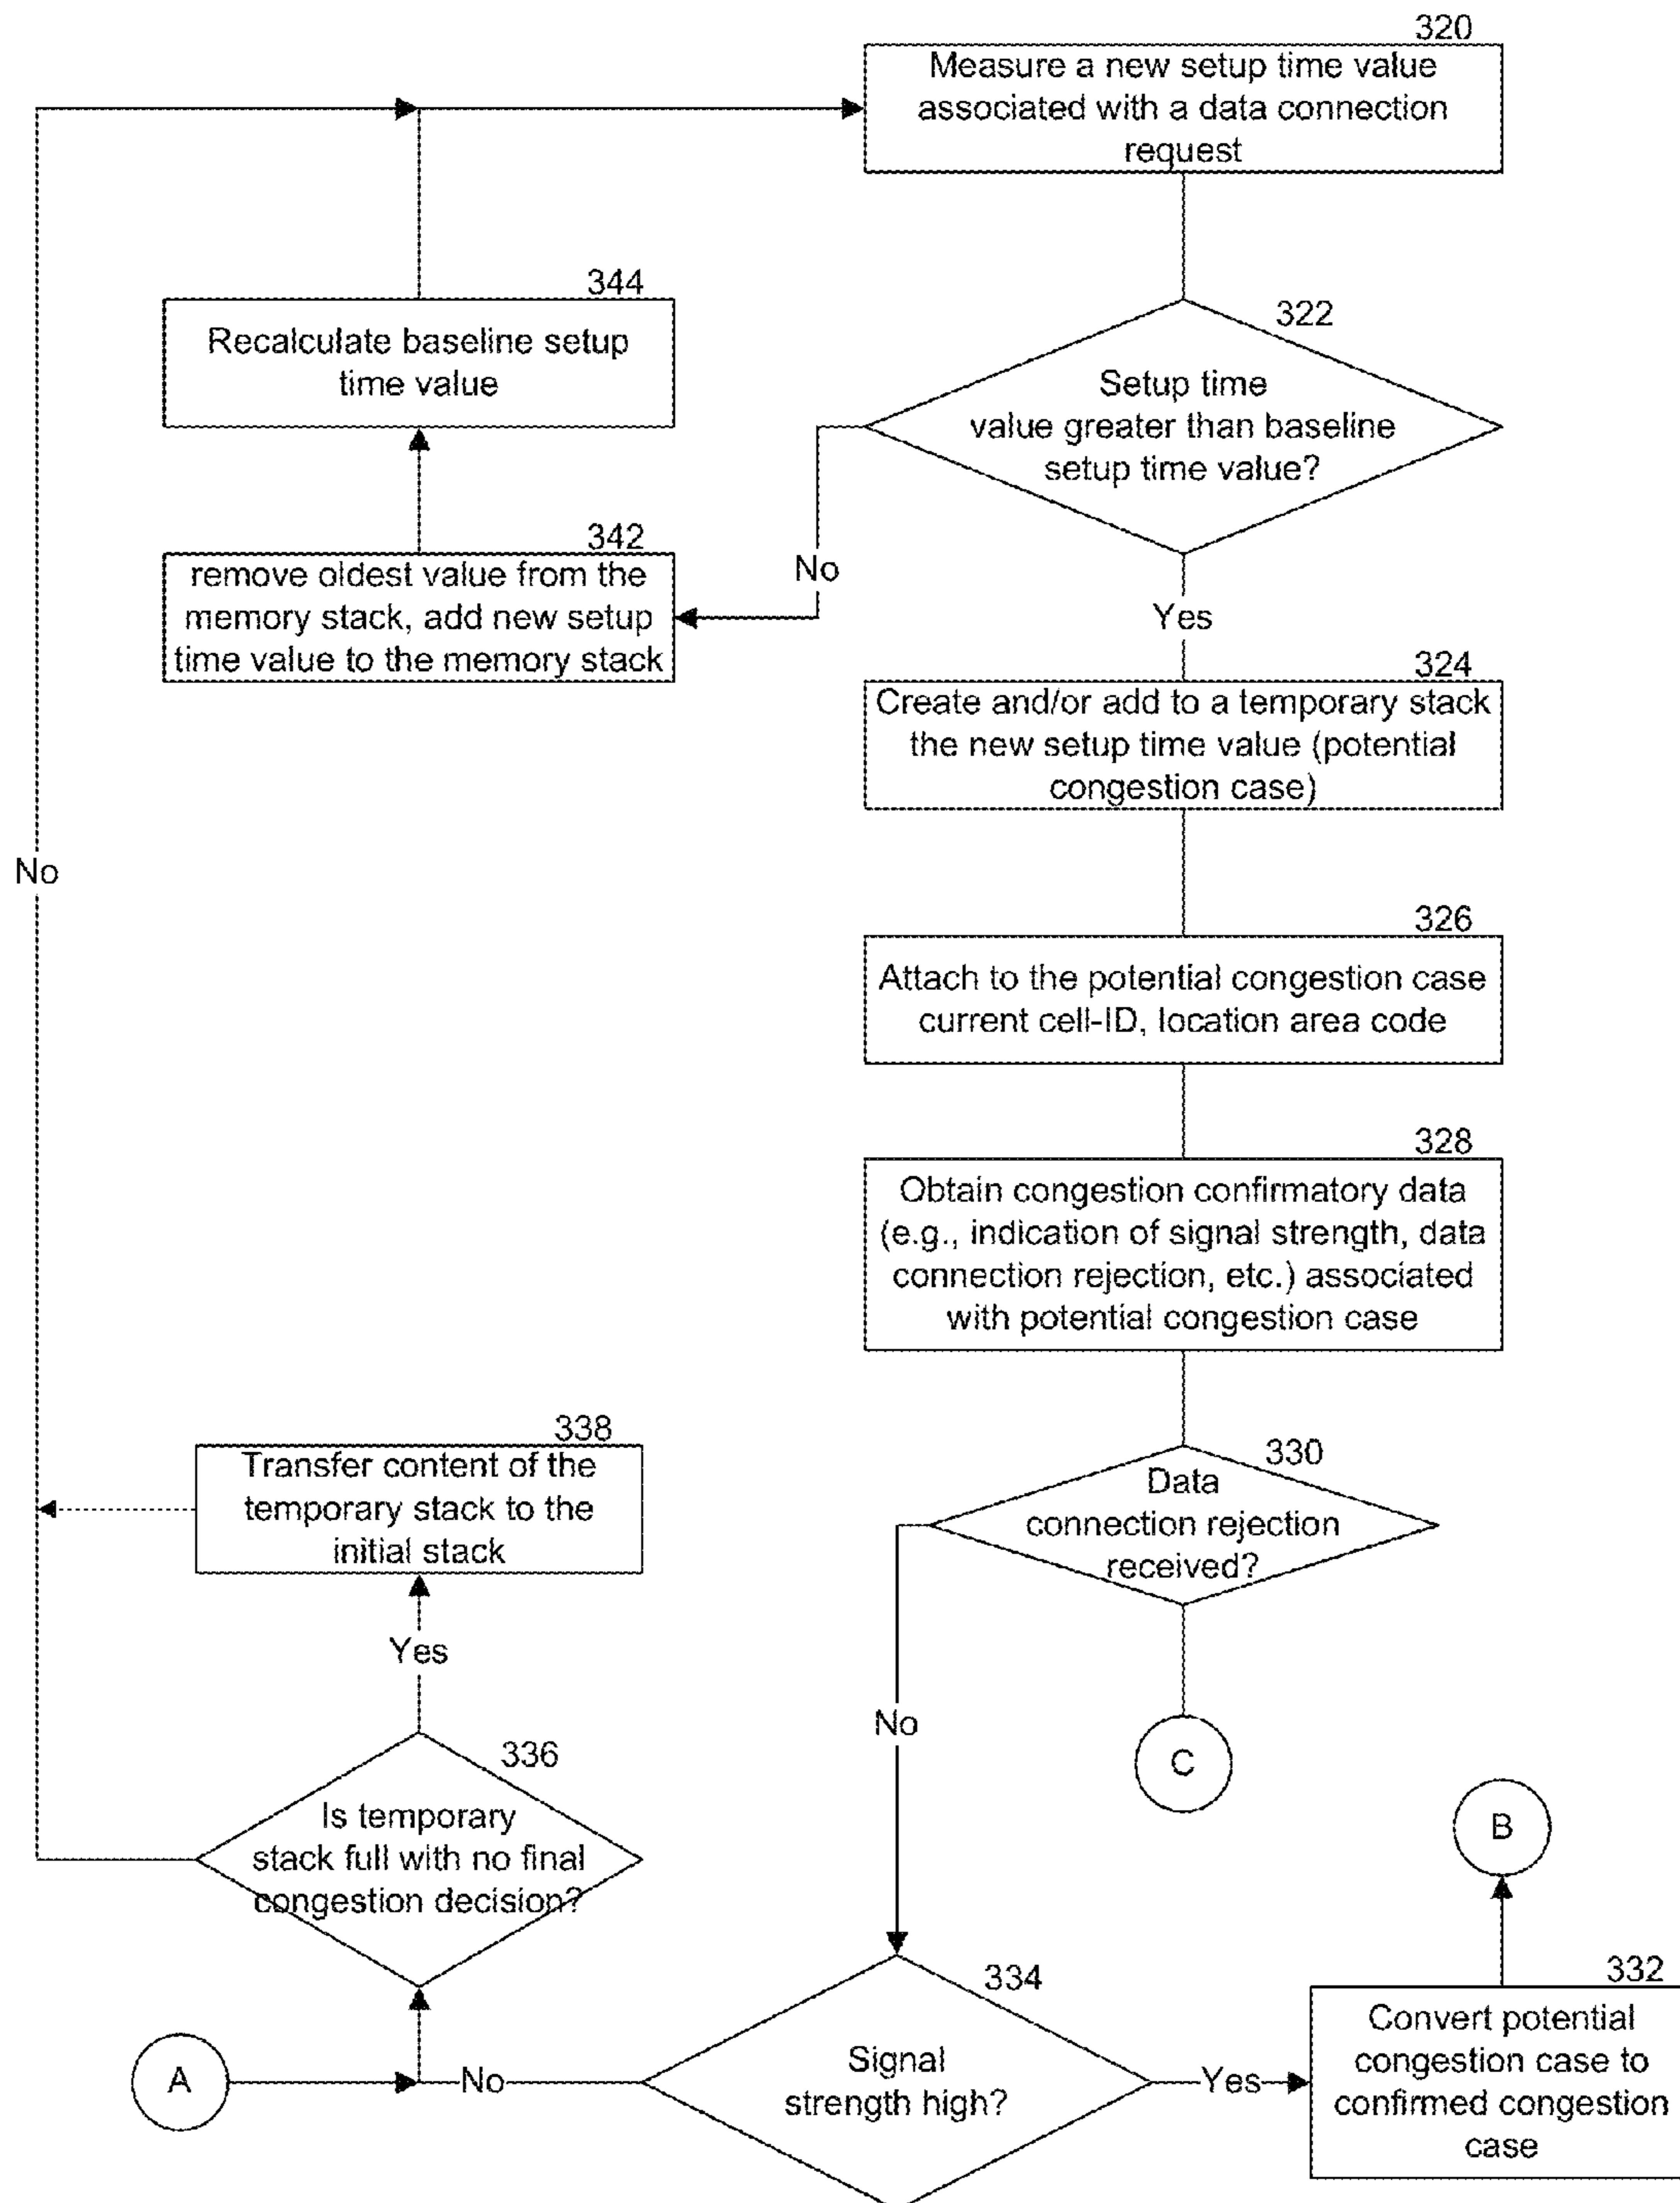 320
Measure a new setup time value
associated with a data connection
request
322
Setup time
value greater than baseline
setup time value?
No
Yes
344
Recalculate baseline setup
time value
342
remove oldest value from the
memory stack, add new setup
time value to the memory stack
324
Create and/or add to a temporary stack
the new setup time value (potential
congestion case)
No
326
Attach to the potential congestion case
current cell-ID, location area code
328
Obtain congestion confirmatory data
(e.g., indication of signal strength, data
connection rejection, etc.) associated
with potential congestion case
330
Data
connection rejection
received?
No
C
338
Transfer content of the
temporary stack to the
initial stack
Yes
336
Is temporary
stack full with no final
congestion decision?
B
334
Signal
strength high?
No
Yes
A
332
Convert potential
congestion case to
confirmed congestion
case